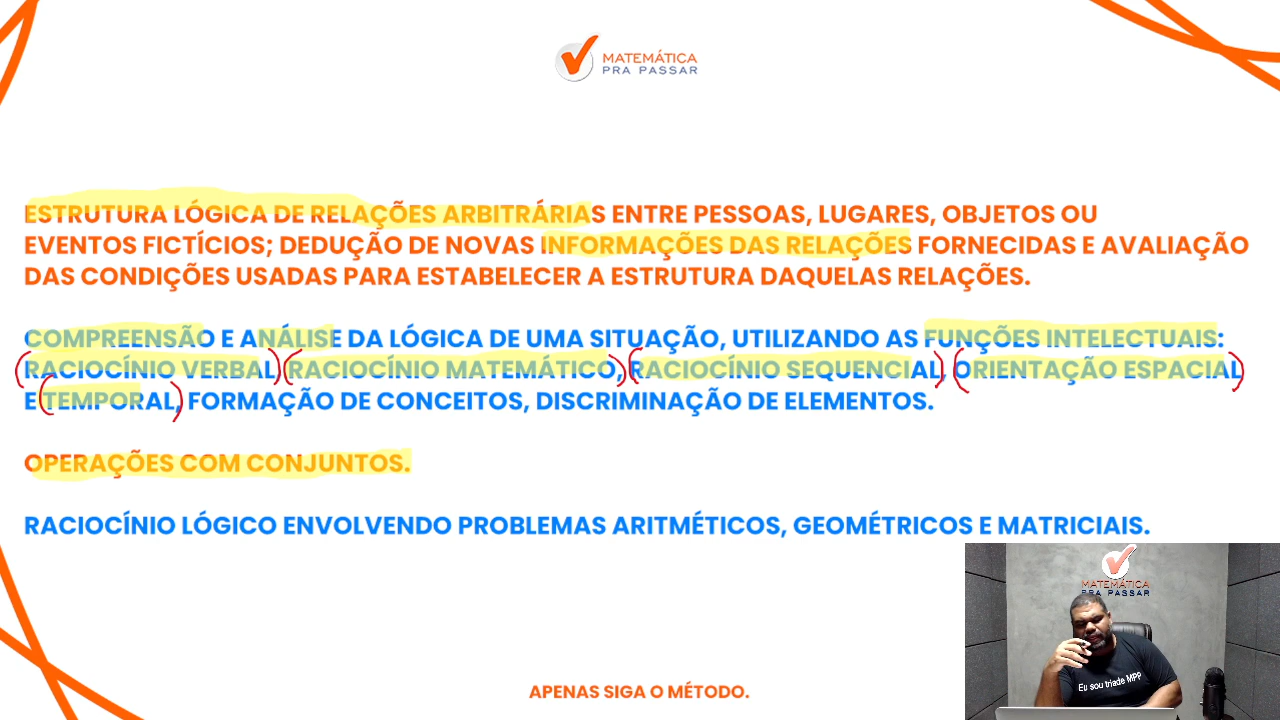 MATEMÁTICA
PRA PASSAR
ESTRUTURA LÓGICA DE RELAÇÕES ARBITRÁRIAS ENTRE PESSOAS, LUGARES, OBJETOS OU
EVENTOS FICTÍCIOS; DEDUÇÃO DE NOVAS INFORMAÇÕES DAS RELAÇÕES FORNECIDAS E AVALIAÇÃO
DAS CONDIÇÕES USADAS PARA ESTABELECER A ESTRUTURA DAQUELAS RELAÇÕES.
COMPREENSÃO E ANÁLISE DA LÓGICA DE UMA SITUAÇÃO, UTILIZANDO AS FUNÇÕES INTELECTUAIS:
RACIOCÍNIO VERBAL, RACIOCÍNIO MATEMÁTICO, RACIOCÍNIO SEQUENCIAL, ORIENTAÇÃO ESPACIAL
E TEMPORAL, FORMAÇÃO DE CONCEITOS, DISCRIMINAÇÃO DE ELEMENTOS.
OPERAÇÕES COM CONJUNTOS.
RACIOCÍNIO LÓGICO ENVOLVENDO PROBLEMAS ARITMÉTICOS, GEOMÉTRICOS E MATRICIAIS.
MATEMÁTICA
PRA PASSAR
Eu sou tríade MPP
APENAS SIGA O MÉTODO.